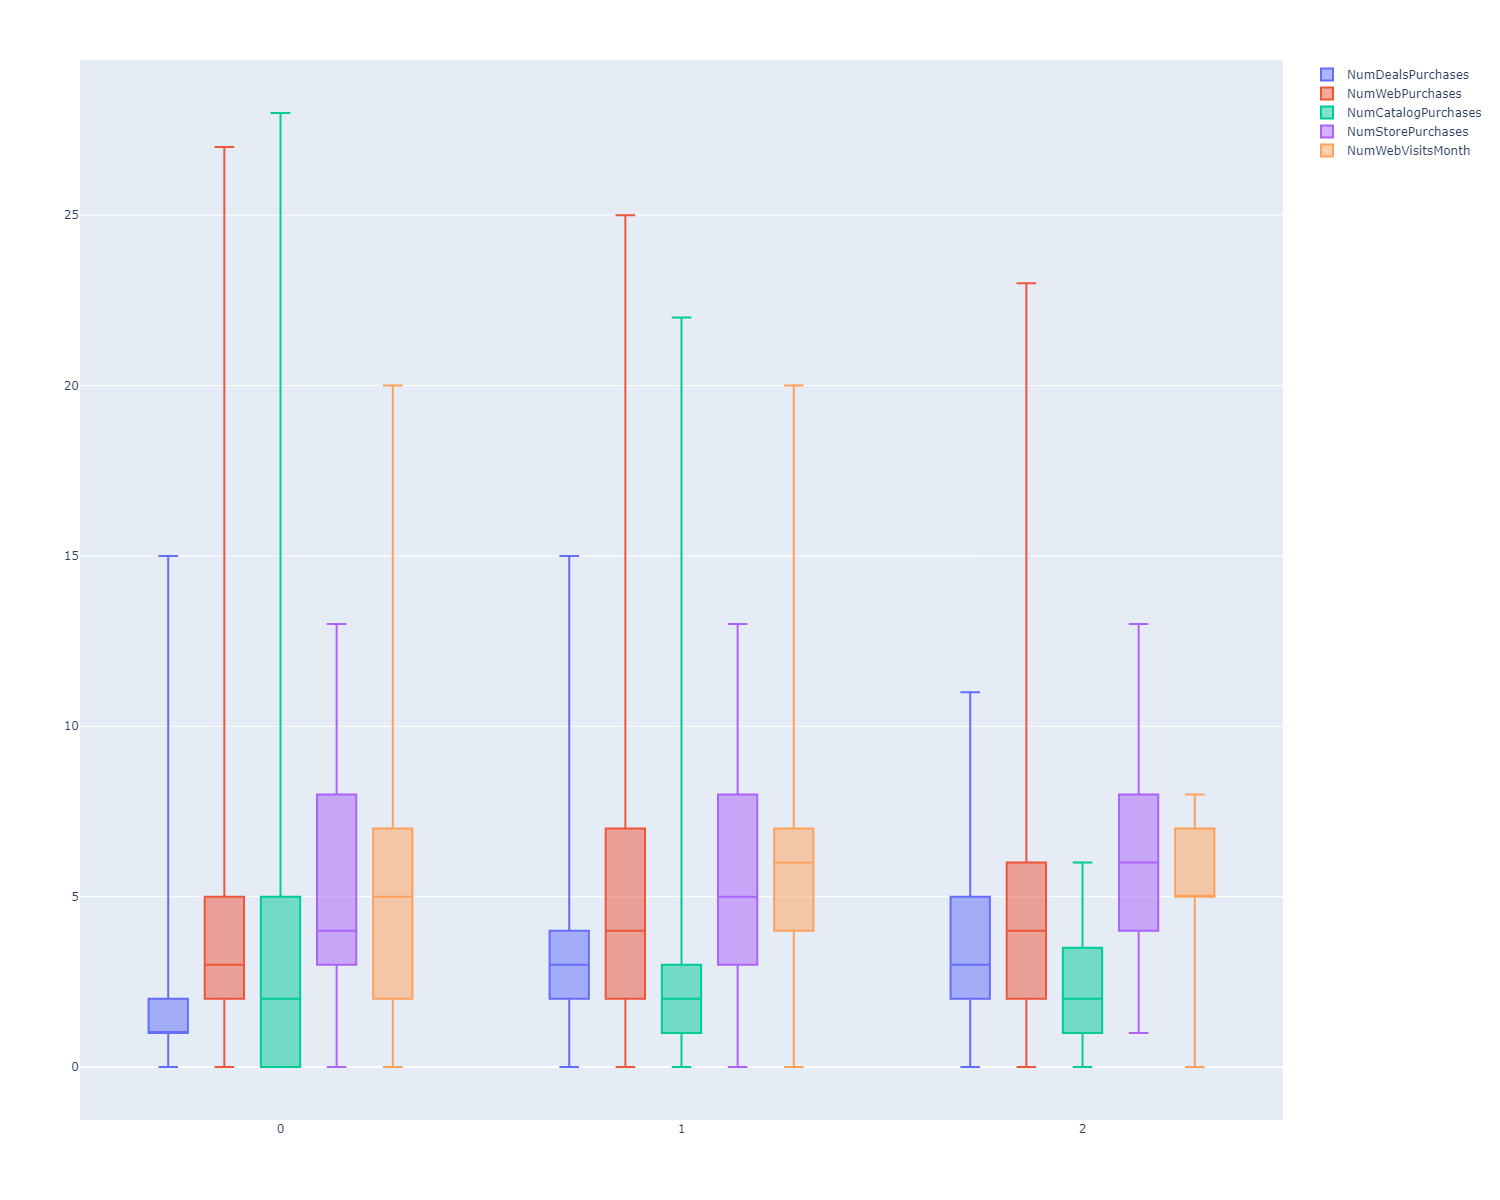 NumDealsPurchases
NumWebPurchases
NumCatalogPurchases
NumStorePurchases
NumWebVisitsMonth
25
20
15
10
5
0
0 1 2